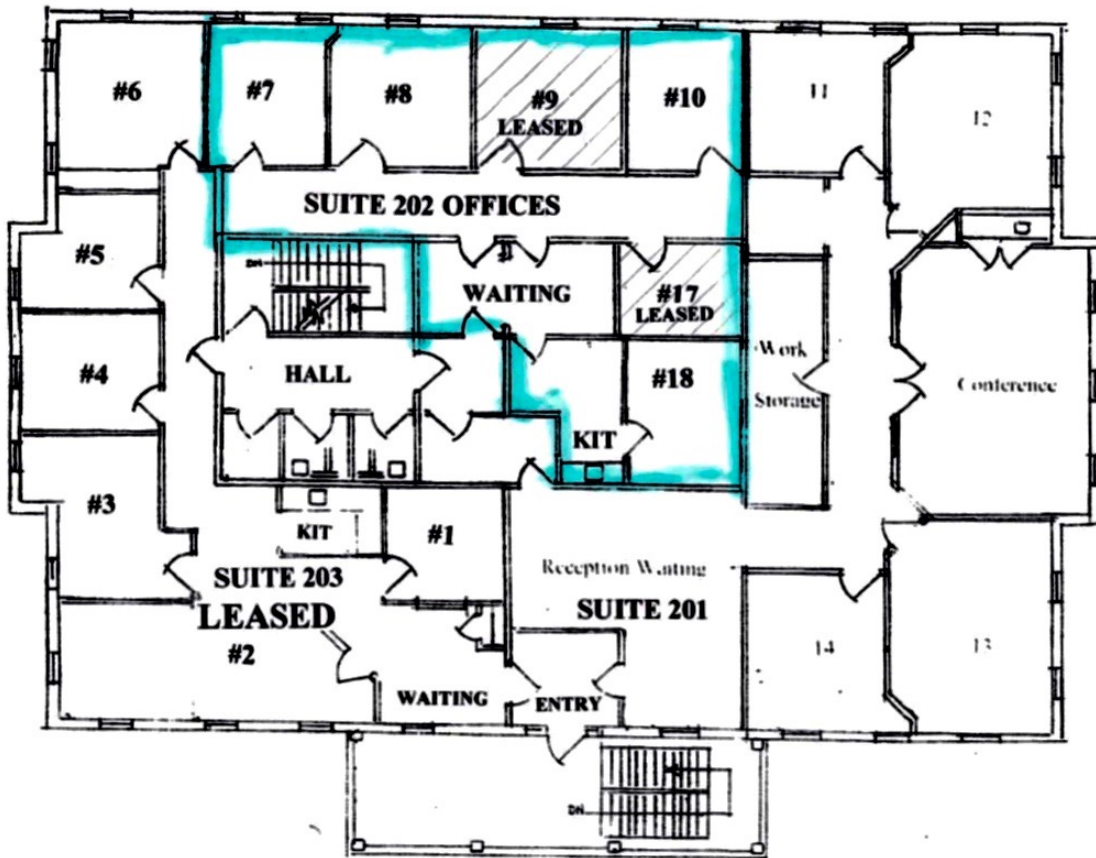 #6
#7
#8
#9
LEASED
#10
11
12
SUITE 202 OFFICES
#5
DN
WAITING
#17
LEASED
#4
HALL
#18
Work
Storage
Conference
KIT
#3
KIT
#1
SUITE 203
LEASED
#2
Reception Waiting
SUITE 201
14
13
WAITING
ENTRY
DN